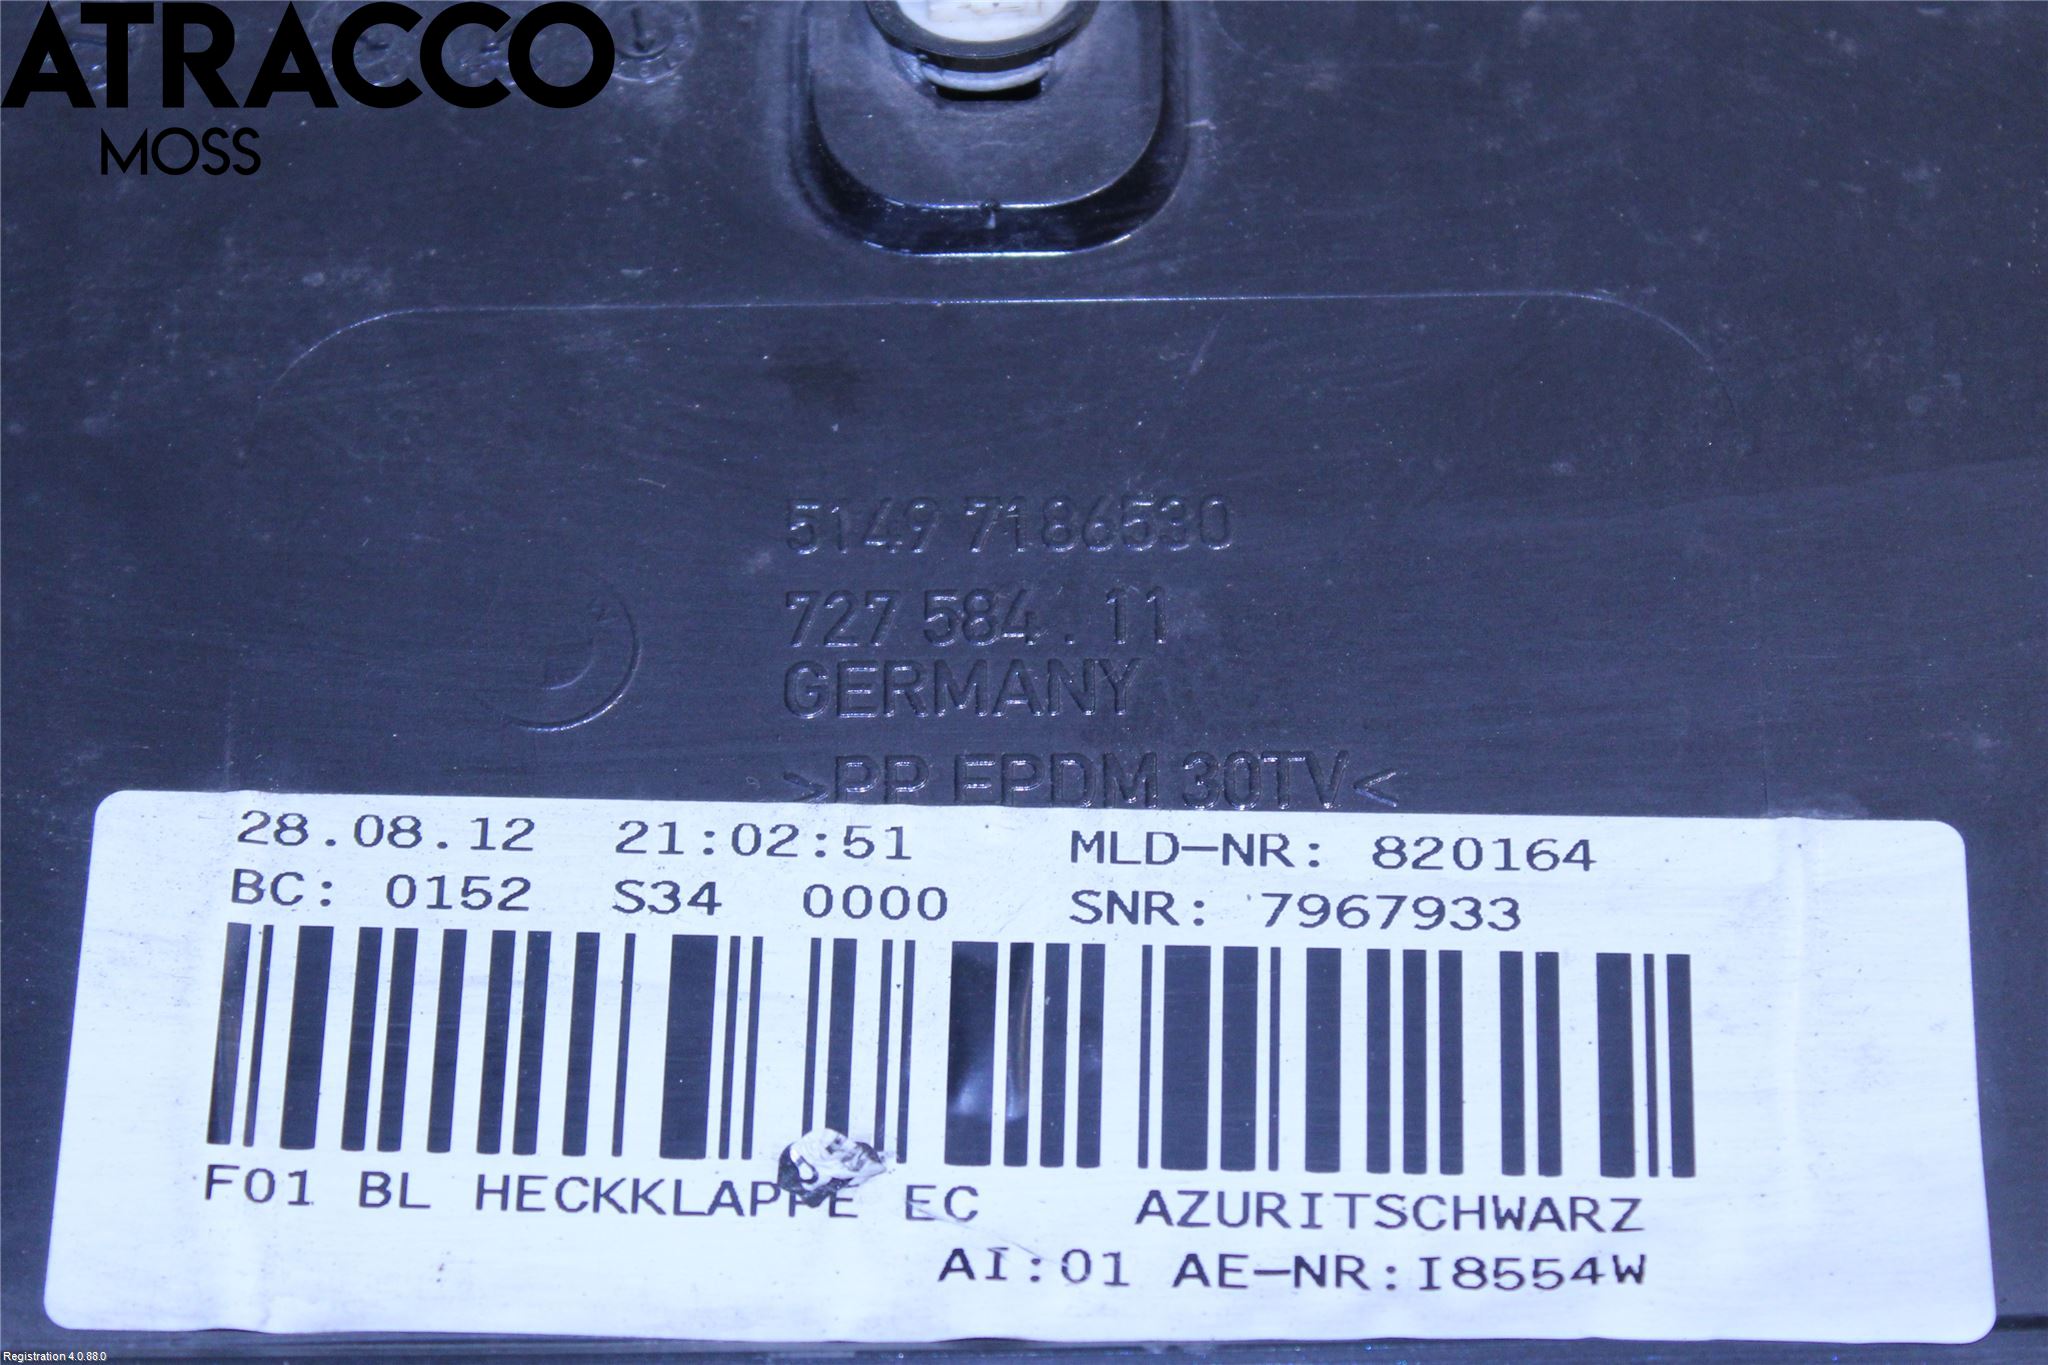 ATRACCO
MOSS
5149 7186530
727 584 . 11
GERMANY
>PP EPDM 30TV<
28.08.12 21:02:51 MLD-NR: 820164
BC: 0152 S34 0000 SNR: 7967933
F01 BL HECKKLAPPE EC AZURITSCHWARZ
AI:01 AE-NR:I8554W
Registration 4.0.88.0